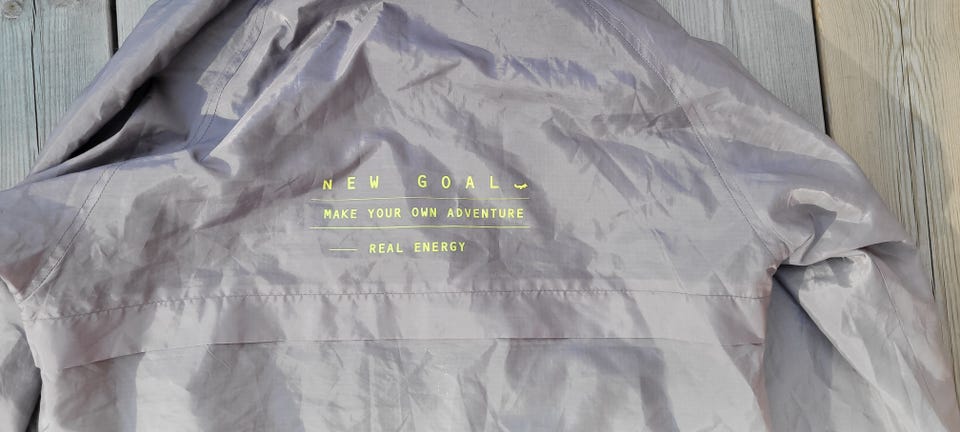 NEW GOAL
MAKE YOUR OWN ADVENTURE
— REAL ENERGY